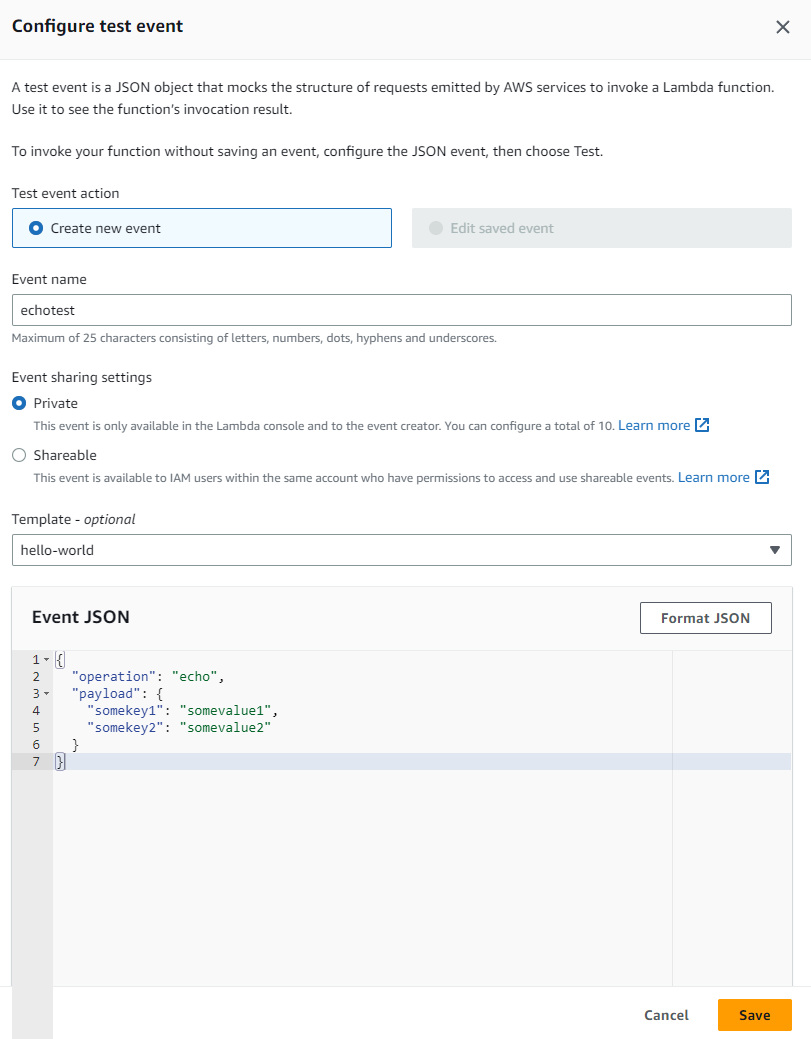 Configure test event
A test event is a JSON object that mocks the structure of requests emitted by AWS services to invoke a Lambda function.
Use it to see the function's invocation result.
To invoke your function without saving an event, configure the JSON event, then choose Test.
Test event action
Create new event
Edit saved event
Event name
echotest
Maximum of 25 characters consisting of letters, numbers, dots, hyphens and underscores.
Event sharing settings
Private
This event is only available in the Lambda console and to the event creator. You can configure a total of 10. Learn more
Shareable
This event is available to IAM users within the same account who have permissions to access and use shareable events. Learn more
Template - optional
hello-world
Event JSON
Format JSON
1 {
2 "operation": "echo",
3 "payload": {
4 "somekey1": "somevalue1",
5 "somekey2": "somevalue2"
6 }
7 }
Cancel
Save